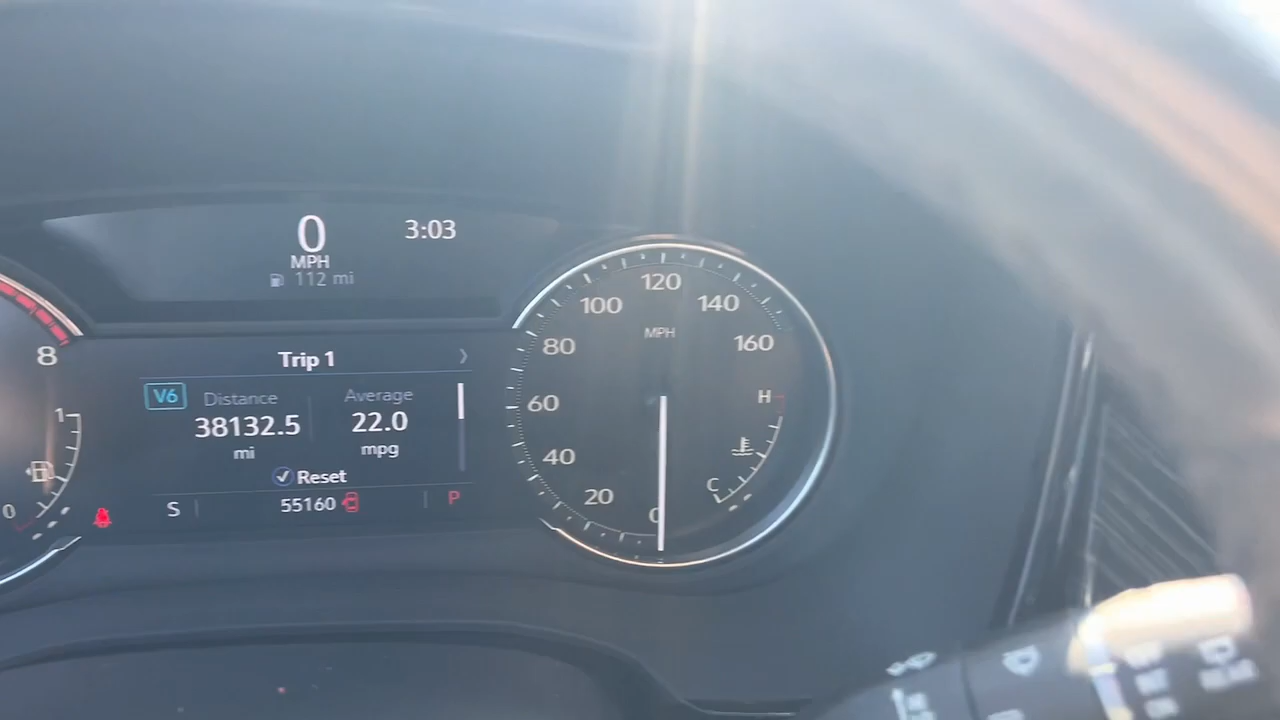 0
MPH
112 mi
3:03
8
1
0
Trip 1
V6
Distance
38132.5
mi
Average
22.0
mpg
Reset
S
55160
P
120
100
140
MPH
80
160
60
H
40
C
20
0